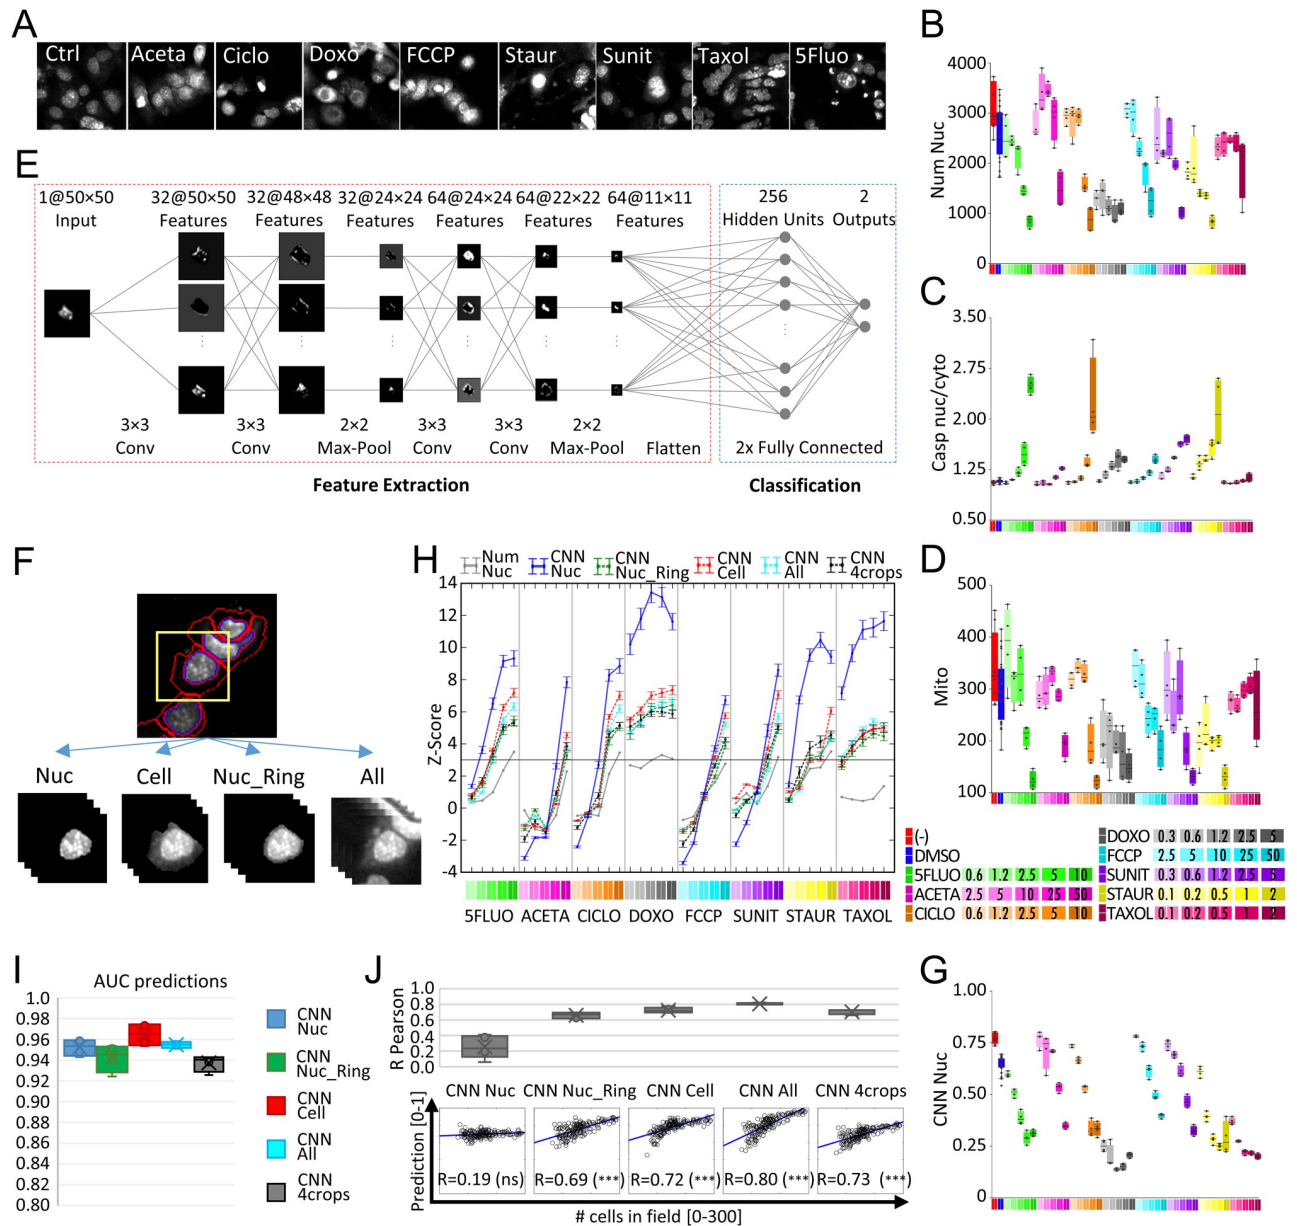 A
Ctrl Aceta Ciclo Doxo FCCP Staur Sunit Taxol 5Fluo
B
4000
3000
2000
1000
0
Num Nuc
E
1@50×50 32@50×50 32@48×48 32@24×24 64@24×24 64@22×22 64@11×11 256 2
Input Features Features Features Features Features Features Hidden Units Outputs
3×3 3×3 2×2 3×3 3×3 2×2
Conv Conv Max-Pool Conv Conv Max-Pool Flatten 2x Fully Connected
Feature Extraction Classification
C
3.50
2.75
2.00
1.25
0.50
Casp nuc/cyto
F
Nuc Cell Nuc_Ring All
H
Num Nuc
CNN Nuc
CNN Nuc_Ring
CNN Cell
CNN All
CNN 4crops
14
12
10
8
6
4
2
0
-2
-4
Z-Score
5FLUO ACETA CICLO DOXO FCCP SUNIT STAUR TAXOL
D
500
400
300
200
100
Mito
(-)
DMSO
5FLUO 0.6 1.2 2.5 5 10
ACETA 2.5 5 10 25 50
CICLO 0.6 1.2 2.5 5 10
DOXO 0.3 0.6 1.2 2.5 5
FCCP 2.5 5 10 25 50
SUNIT 0.3 0.6 1.2 2.5 5
STAUR 0.1 0.2 0.5 1 2
TAXOL 0.1 0.2 0.5 1 2
I
AUC predictions
1.0
0.98
0.96
0.94
0.92
0.90
0.88
0.86
0.84
0.82
0.80
CNN Nuc
CNN Nuc_Ring
CNN Cell
CNN All
CNN 4crops
J
1.0
0.8
0.6
0.4
0.2
R Pearson
CNN Nuc CNN Nuc_Ring CNN Cell CNN All CNN 4crops
Prediction [0-1]
R=0.19 (ns) R=0.69 (***) R=0.72 (***) R=0.80 (***) R=0.73 (***)
# cells in field [0-300]
G
1.00
0.75
0.50
0.25
0
CNN Nuc